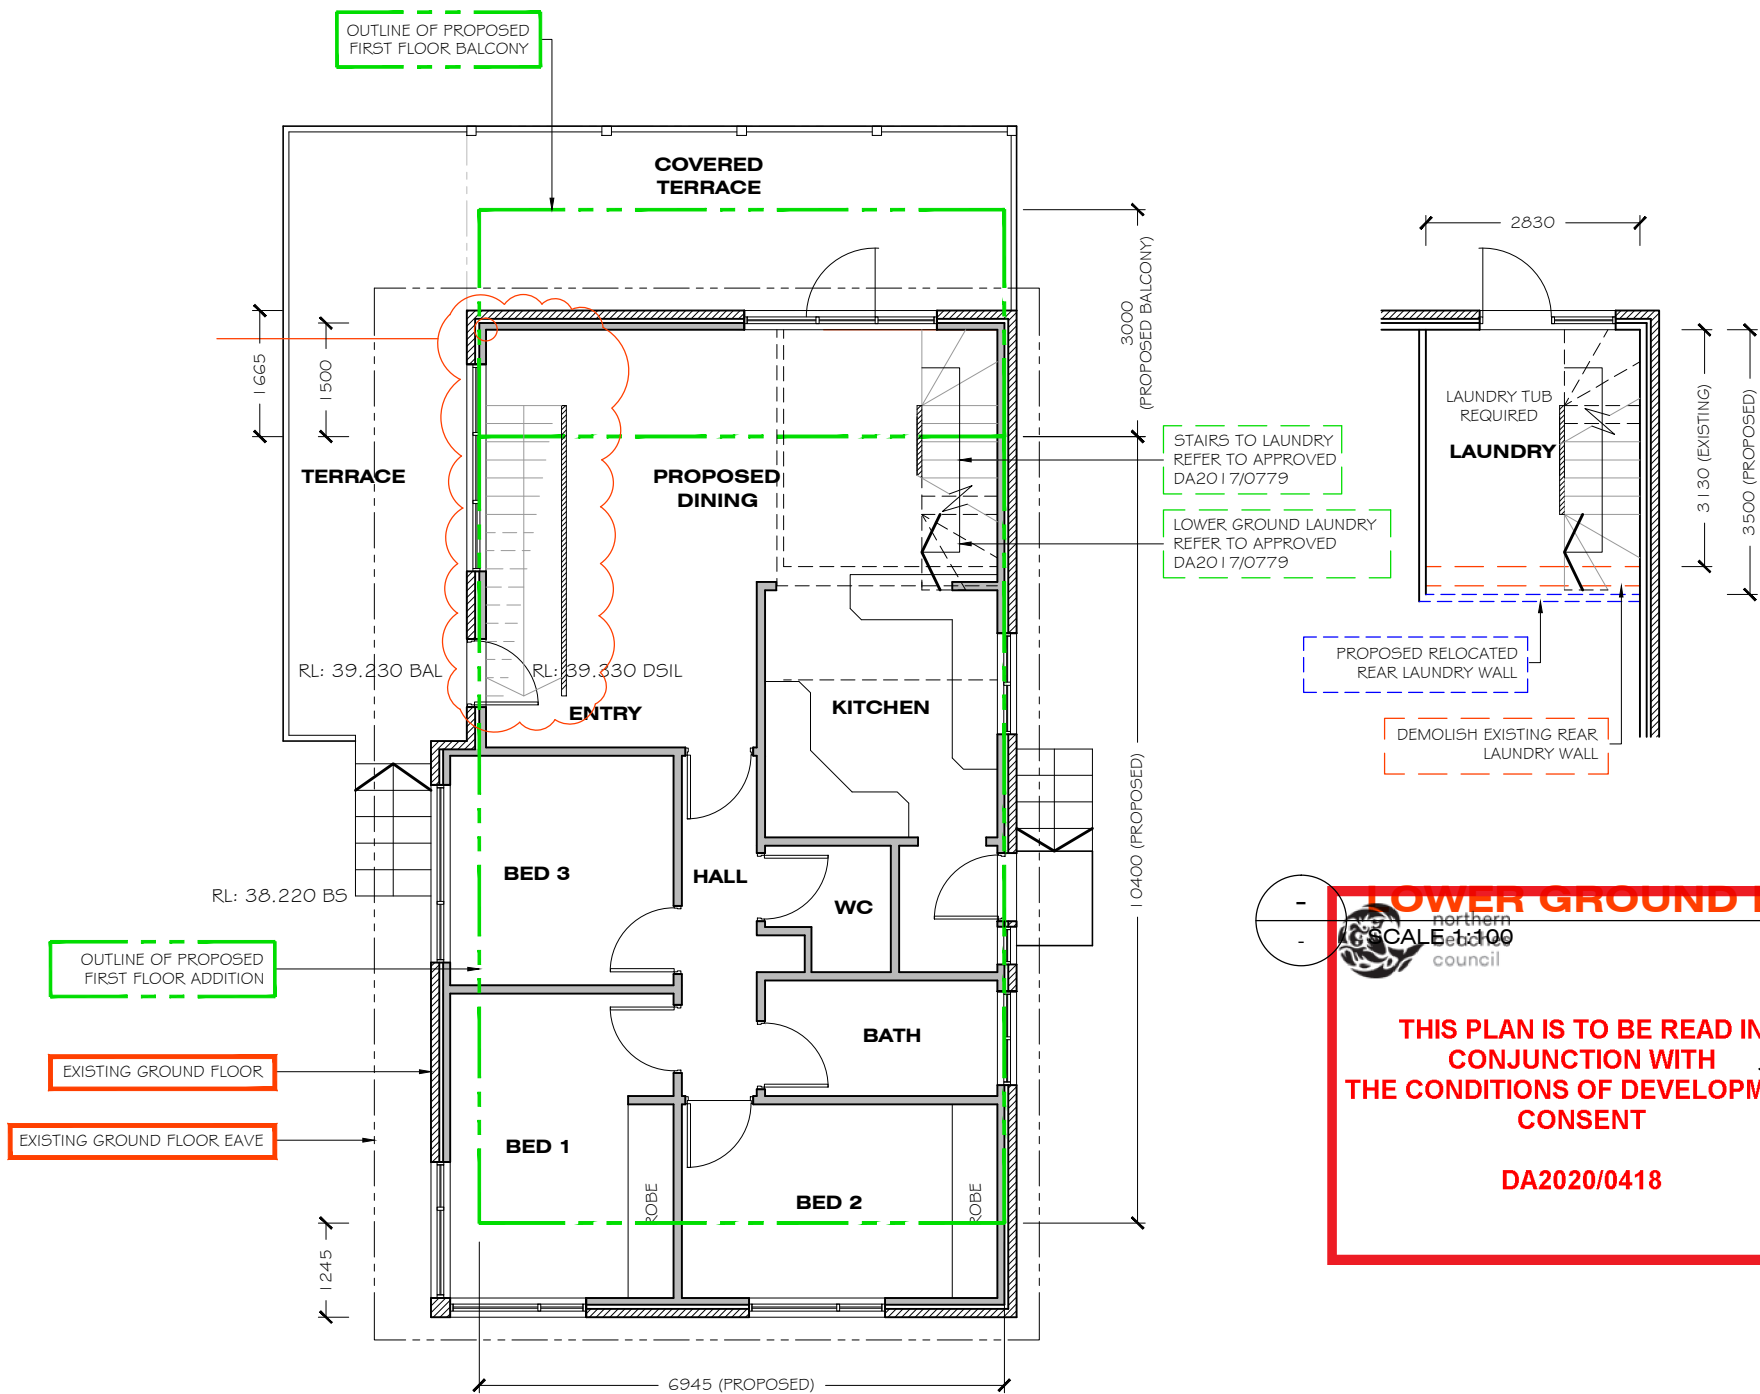 OUTLINE OF PROPOSED
FIRST FLOOR BALCONY
COVERED
TERRACE
3000
(PROPOSED BALCONY)
1665
1500
TERRACE
PROPOSED
DINING
STAIRS TO LAUNDRY
REFER TO APPROVED
DA2017/0779
LOWER GROUND LAUNDRY
REFER TO APPROVED
DA2017/0779
RL: 39.230 BAL
RL: 39.330 DSIL
ENTRY
KITCHEN
10400 (PROPOSED)
BED 3
HALL
WC
RL: 38.220 BS
OUTLINE OF PROPOSED
FIRST FLOOR ADDITION
BATH
EXISTING GROUND FLOOR
EXISTING GROUND FLOOR EAVE
BED 1
ROBE
BED 2
ROBE
1245
6945 (PROPOSED)
2830
LAUNDRY TUB
REQUIRED
LAUNDRY
3130 (EXISTING)
3500 (PROPOSED)
PROPOSED RELOCATED
REAR LAUNDRY WALL
DEMOLISH EXISTING REAR
LAUNDRY WALL
-
-
LOWER GROUND
SCALE 1:100
northern
beaches
council
THIS PLAN IS TO BE READ IN
CONJUNCTION WITH
THE CONDITIONS OF DEVELOPM
CONSENT
DA2020/0418